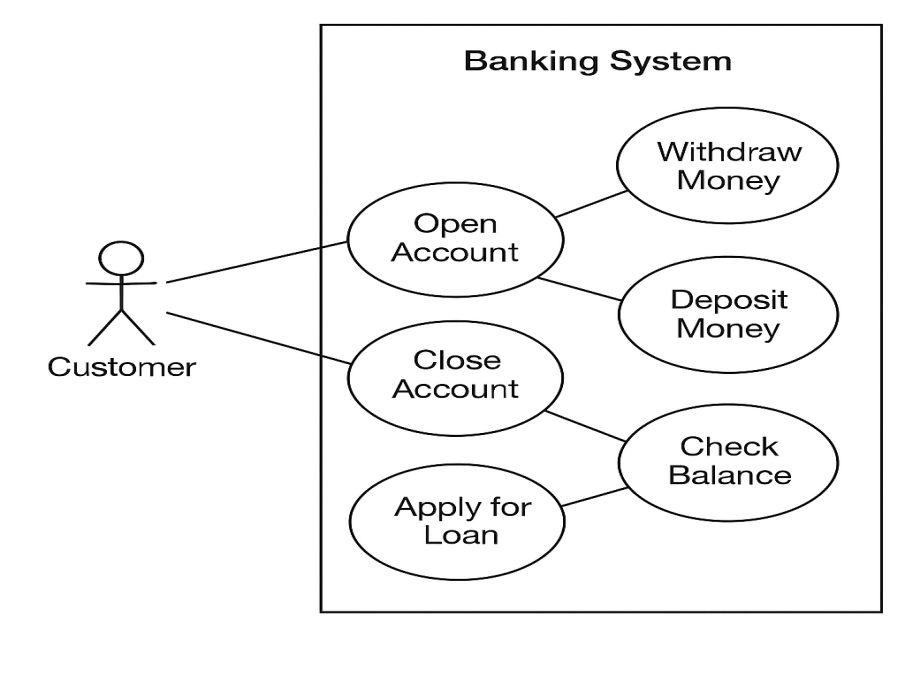 Banking System
Withdraw
Money
Open
Account
Deposit
Money
Customer
Close
Account
Check
Balance
Apply for
Loan